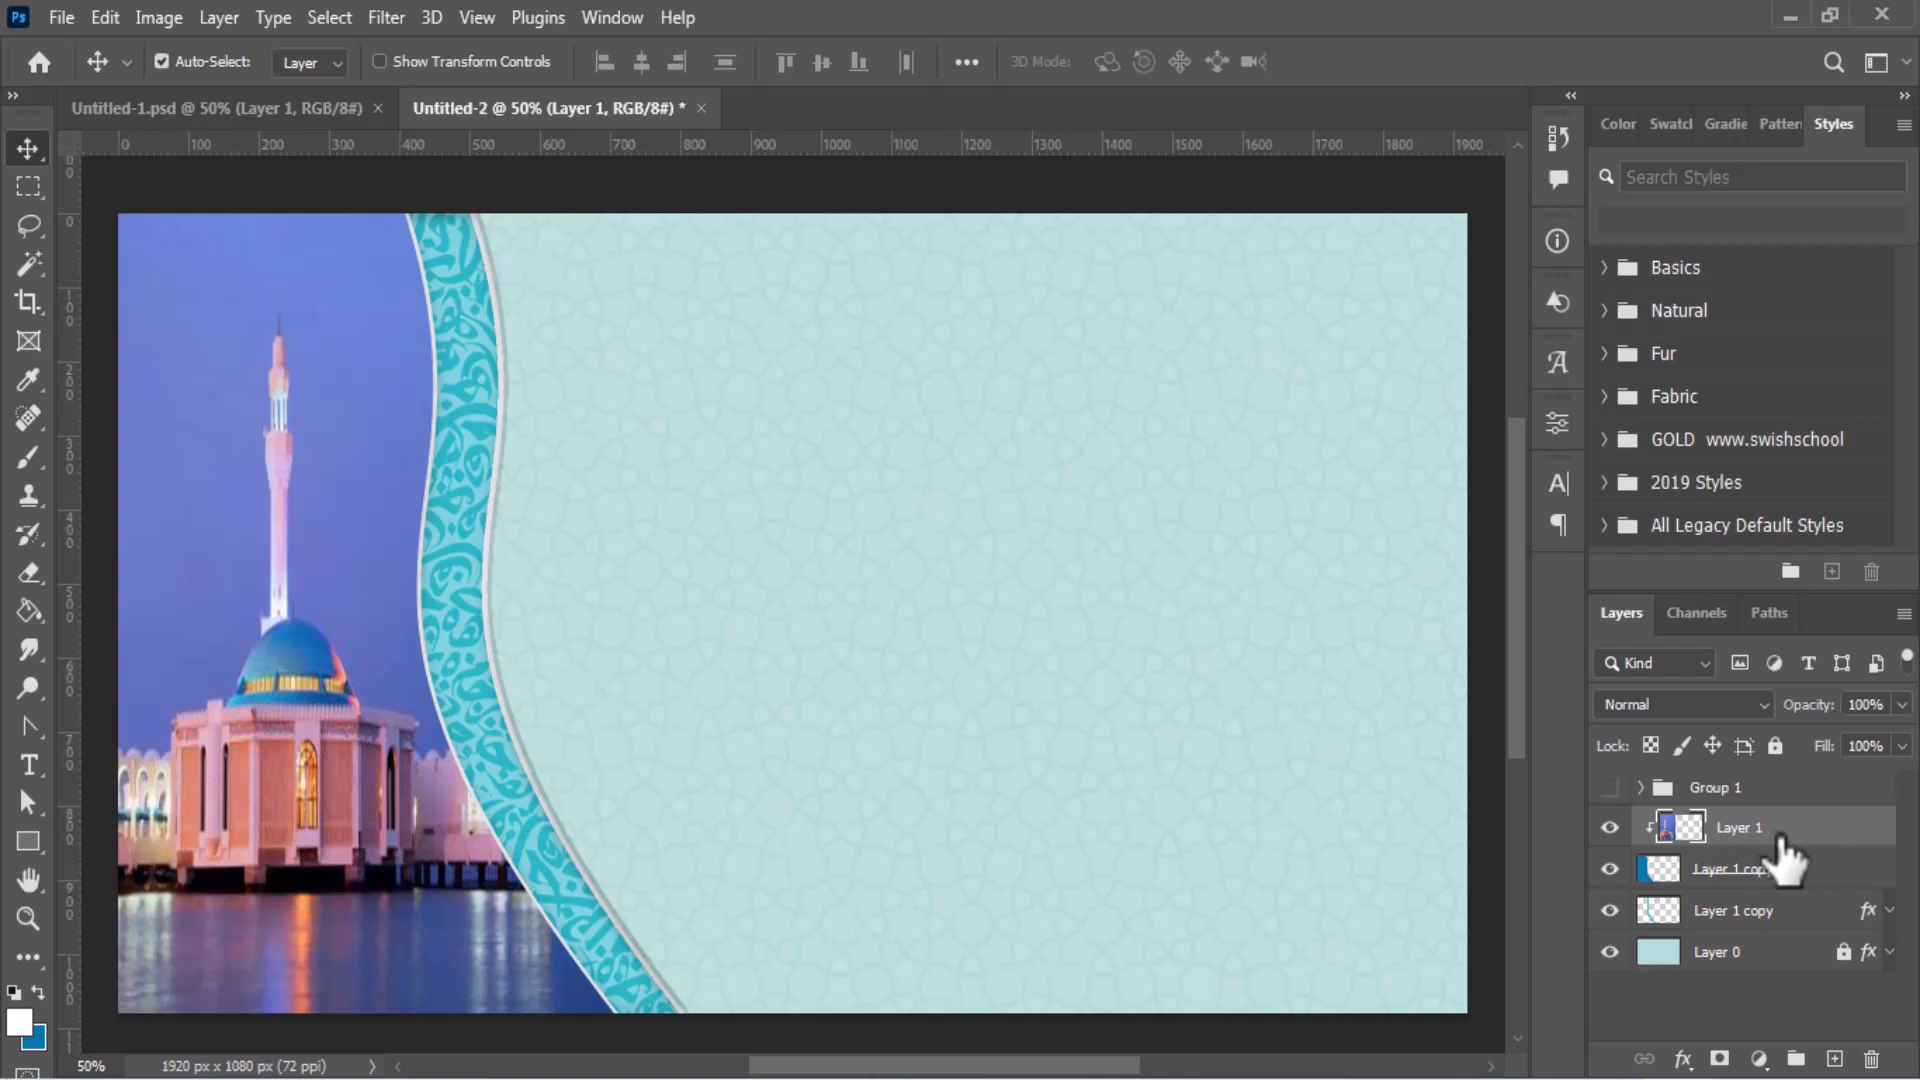 Ps File Edit Image Layer Type Select Filter 3D View Plugins Window Help
Auto-Select: Layer Show Transform Controls 3D Mode:
Untitled-1.psd @ 50% (Layer 1, RGB/8#) × Untitled-2 @ 50% (Layer 1, RGB/8#) * ×
0 100 200 300 400 500 600 700 800 900 1000 1100 1200 1300 1400 1500 1600 1700 1800 1900
Color Swatcl Gradie Patterı Styles
Search Styles
Basics
Natural
Fur
Fabric
GOLD www.swishschool
2019 Styles
All Legacy Default Styles
Layers Channels Paths
Kind
Normal Opacity: 100%
Lock: Fill: 100%
Group 1
Layer 1
Layer 1 cop
Layer 1 copy fx
Layer 0 fx
50% 1920 px x 1080 px (72 ppi)